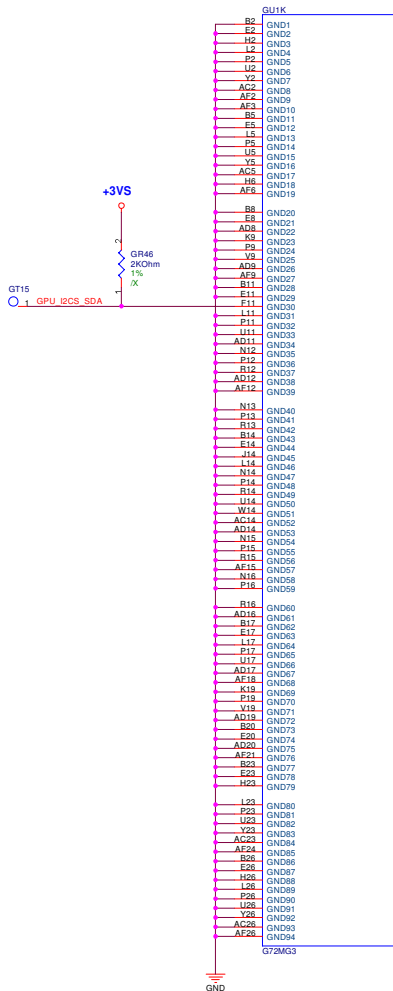 GU1K
B2 GND1
E2 GND2
H2 GND3
L2 GND4
P2 GND5
U2 GND6
Y2 GND7
AC2 GND8
AF2 GND9
AF3 GND10
B5 GND11
E5 GND12
L5 GND13
P5 GND14
U5 GND15
Y5 GND16
AC5 GND17
H6 GND18
AF6 GND19
+3VS
2
GR46
2KOhm
1%
/X
1
GT15
1 GPU_I2CS_SDA
B8 GND20
E8 GND21
AD8 GND22
K9 GND23
P9 GND24
V9 GND25
AD9 GND26
AF9 GND27
B11 GND28
E11 GND29
F11 GND30
L11 GND31
P11 GND32
U11 GND33
AD11 GND34
N12 GND35
P12 GND36
R12 GND37
AD12 GND38
AF12 GND39
N13 GND40
P13 GND41
R13 GND42
B14 GND43
E14 GND44
J14 GND45
L14 GND46
N14 GND47
P14 GND48
R14 GND49
U14 GND50
W14 GND51
AC14 GND52
AD14 GND53
N15 GND54
P15 GND55
R15 GND56
AF15 GND57
N16 GND58
P16 GND59
R16 GND60
AD16 GND61
B17 GND62
E17 GND63
L17 GND64
P17 GND65
U17 GND66
AD17 GND67
AF18 GND68
K19 GND69
P19 GND70
V19 GND71
AD19 GND72
B20 GND73
E20 GND74
AD20 GND75
AF21 GND76
B23 GND77
E23 GND78
H23 GND79
L23 GND80
P23 GND81
U23 GND82
Y23 GND83
AC23 GND84
AF24 GND85
B26 GND86
E26 GND87
H26 GND88
L26 GND89
P26 GND90
U26 GND91
Y26 GND92
AC26 GND93
AF26 GND94
G72MG3
GND